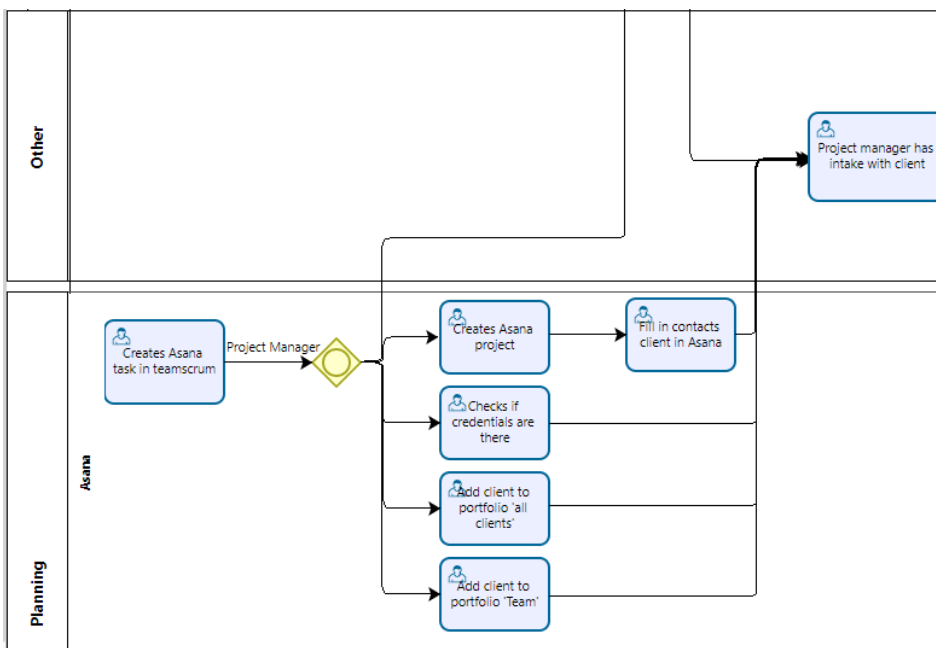 Other
Project manager has
intake with client
Creates Asana
task in teamscrum
Project Manager
Creates Asana
project
Fill in contacts
client in Asana
Checks if
credentials are
there
Add client to
portfolio 'all
clients'
Add client to
portfolio 'Team'
Asana
Planning